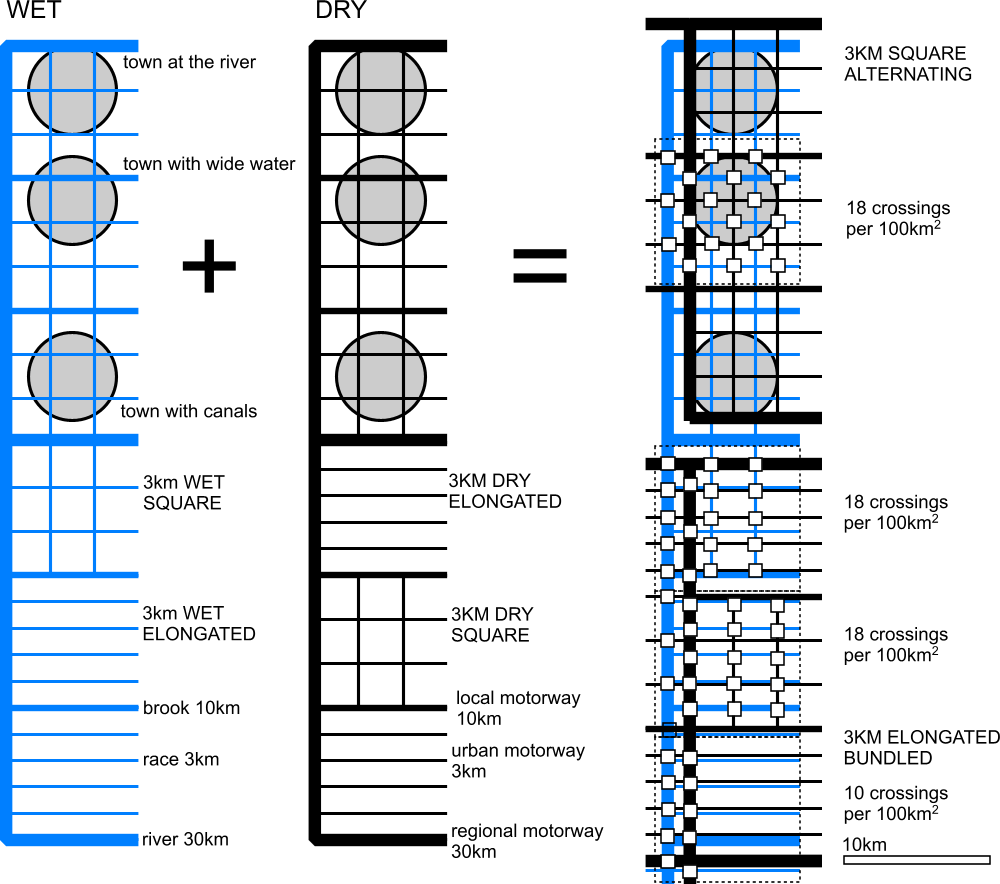 WET
DRY
town at the river
3KM SQUARE
ALTERNATING
town with wide water
18 crossings
per 100km²
+
=
town with canals
3km WET
SQUARE
3KM DRY
ELONGATED
18 crossings
per 100km²
3km WET
ELONGATED
3KM DRY
SQUARE
18 crossings
per 100km²
brook 10km
local motorway
10km
race 3km
urban motorway
3km
3KM ELONGATED
BUNDLED
10 crossings
per 100km²
river 30km
regional motorway
30km
10km